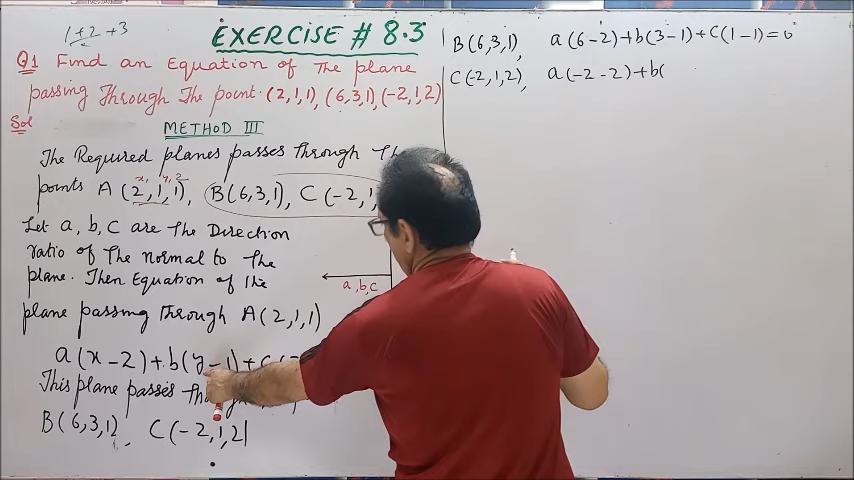 1+2+3
EXERCISE # 8.3
Q1 Find an Equation of The plane
passing Through The point. (2,1,1), (6,3,1), (-2,1,2)
Sol
METHOD III
The Required planes passes Through
x, y, z
points A (2,1,1), B(6,3,1), C(-2,1,
Let a, b, c are The Direction
ratio of The normal to The
plane. Then Equation of the
a,b,c
plane passing through A(2,1,1)
a(x-2)+b(y-1)+c(
This plane passes
B(6,3,1), C(-2,1,2)
B(6,3,1), a(6-2)+b(3-1)+c(1-1)=0
C(-2,1,2), a(-2-2)+b(